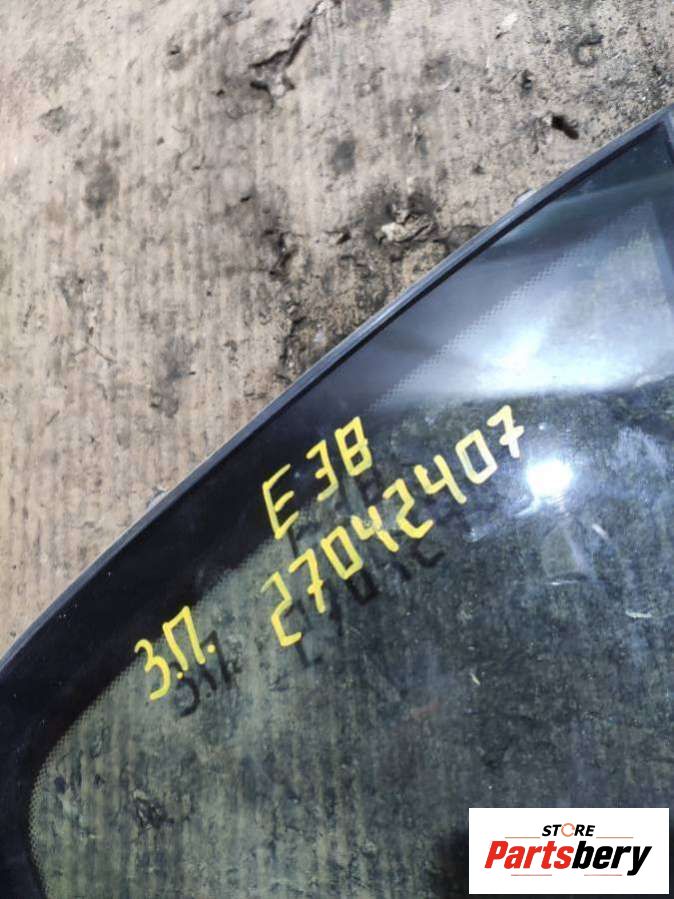 E38
З.П. 27042407
STORE
Partsbery